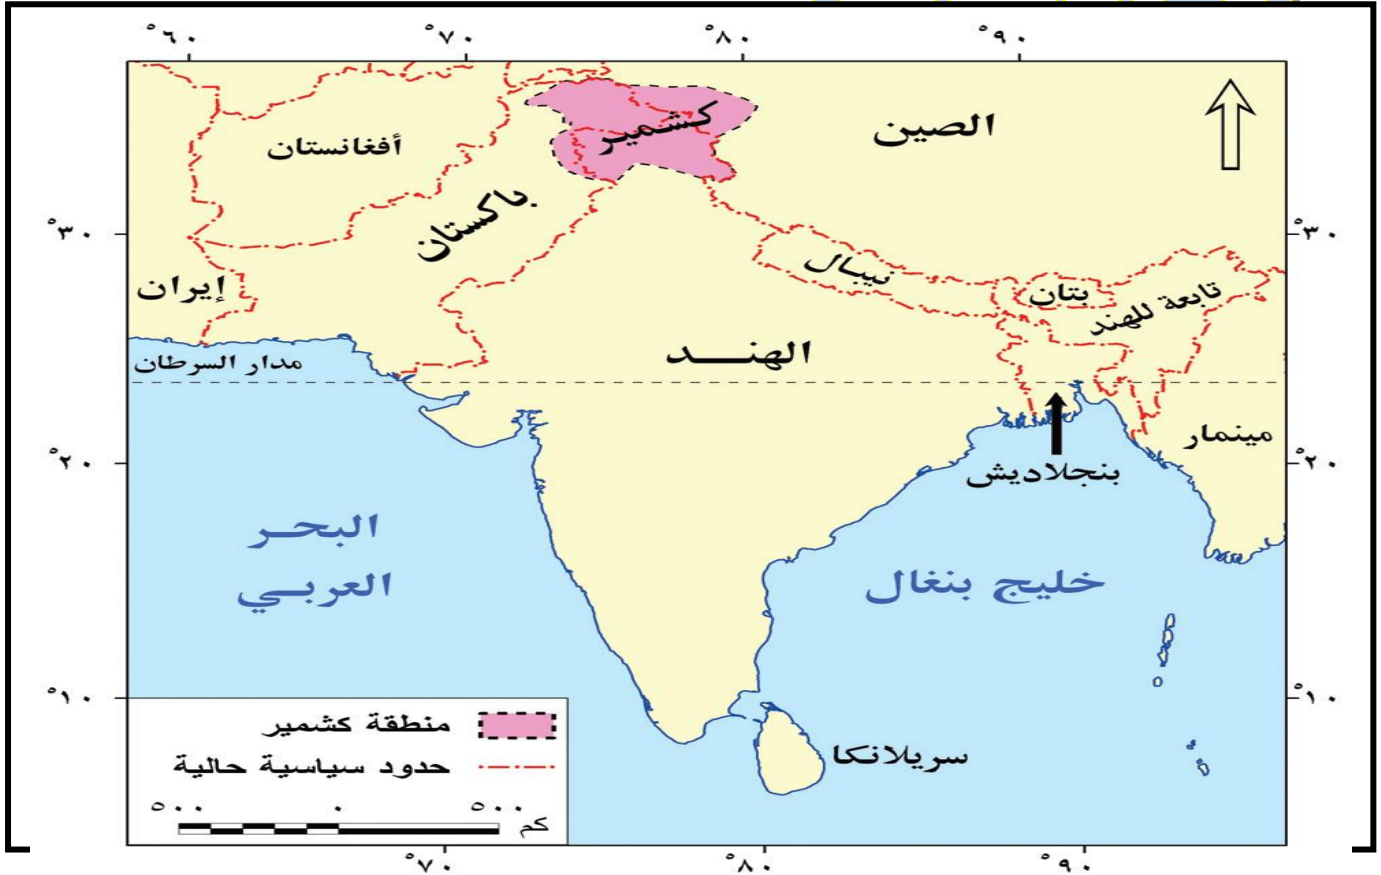 ٦٠°
٧٠°
٨٠°
٩٠°
كشمير
الصين
أفغانستان
باكستان
٣٠°
٣٠°
إيران
نيبال
بتان
تابعة للهند
الهنـــد
مدار السرطان
مينمار
بنجلاديش
٢٠°
٢٠°
البحـر
العربـي
خليج بنغال
١٠°
١٠°
سريلانكا
منطقة كشمير
حدود سياسية حالية
٥٠٠ ٠ ٥٠٠
كم
٧٠°
٨٠°
٩٠°